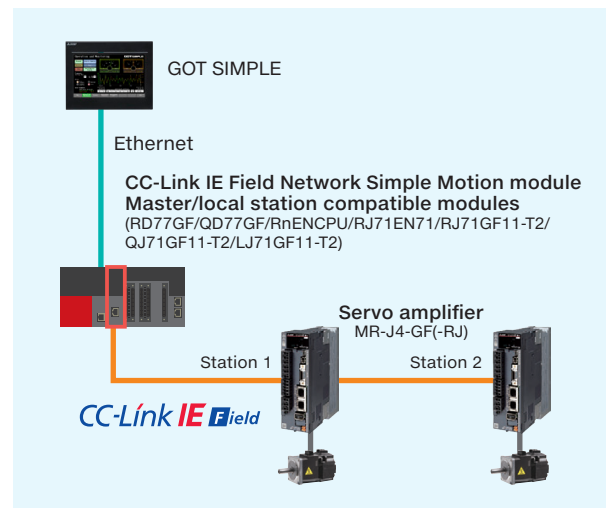 GOT SIMPLE
Ethernet
CC-Link IE Field Network Simple Motion module
Master/local station compatible modules
(RD77GF/QD77GF/RnENCPU/RJ71EN71/RJ71GF11-T2/
QJ71GF11-T2/LJ71GF11-T2)
Servo amplifier
MR-J4-GF(-RJ)
Station 1
Station 2
CC-Link IE Field